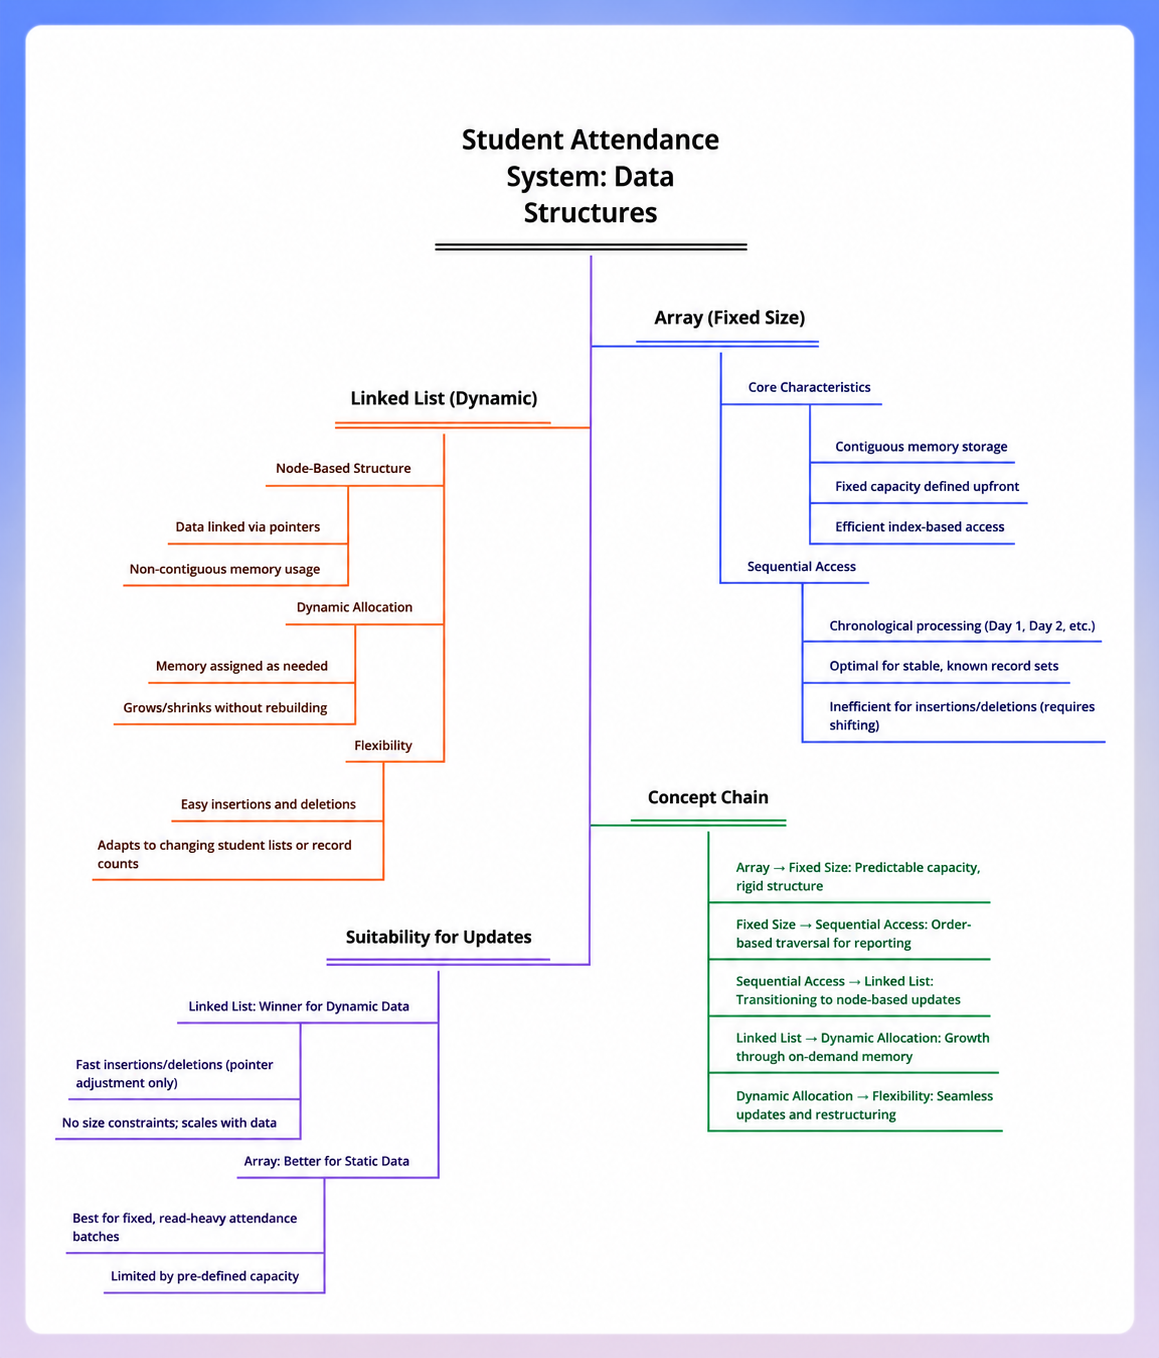 Student Attendance
System: Data
Structures
Array (Fixed Size)
Core Characteristics
Contiguous memory storage
Fixed capacity defined upfront
Efficient index-based access
Sequential Access
Chronological processing (Day 1, Day 2, etc.)
Optimal for stable, known record sets
Inefficient for insertions/deletions (requires
shifting)
Linked List (Dynamic)
Node-Based Structure
Data linked via pointers
Non-contiguous memory usage
Dynamic Allocation
Memory assigned as needed
Grows/shrinks without rebuilding
Flexibility
Easy insertions and deletions
Adapts to changing student lists or record
counts
Concept Chain
Array → Fixed Size: Predictable capacity,
rigid structure
Fixed Size → Sequential Access: Order-
based traversal for reporting
Sequential Access → Linked List:
Transitioning to node-based updates
Linked List → Dynamic Allocation: Growth
through on-demand memory
Dynamic Allocation → Flexibility: Seamless
updates and restructuring
Suitability for Updates
Linked List: Winner for Dynamic Data
Fast insertions/deletions (pointer
adjustment only)
No size constraints; scales with data
Array: Better for Static Data
Best for fixed, read-heavy attendance
batches
Limited by pre-defined capacity